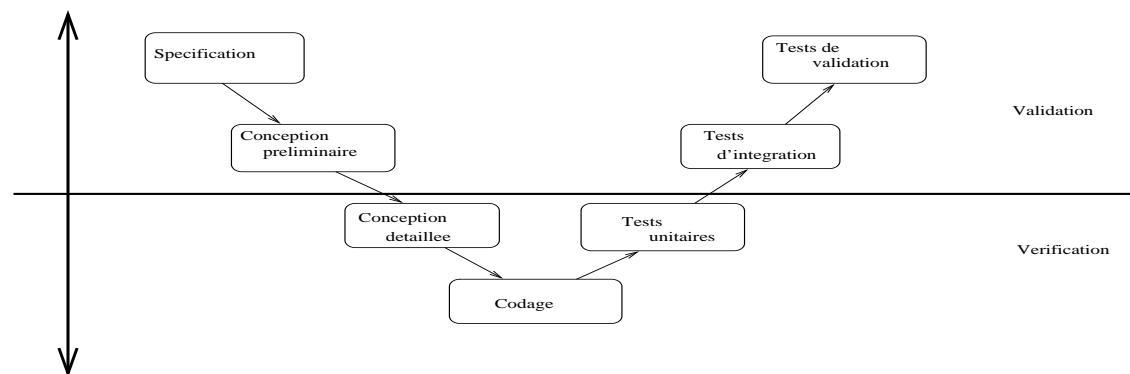 Specification
Tests de
validation
Validation
Conception
preliminaire
Tests
d'integration
Conception
detaillee
Tests
unitaires
Verification
Codage